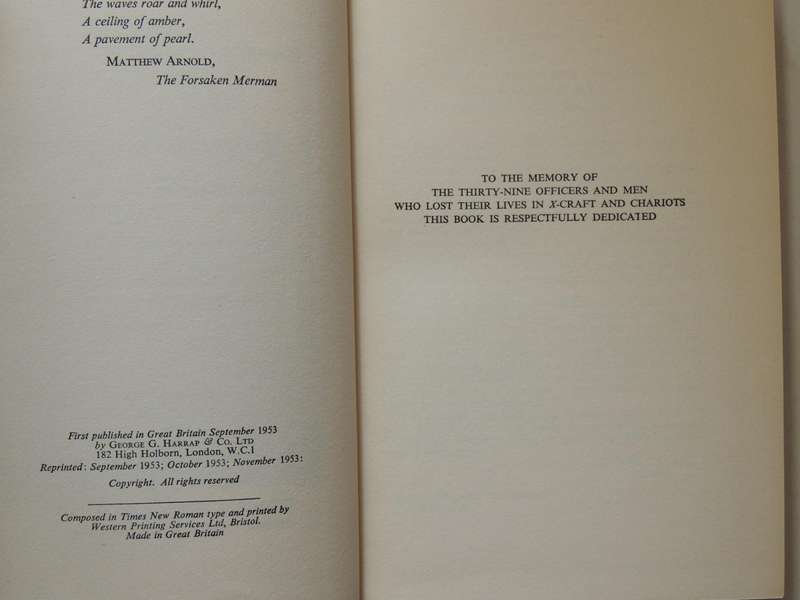 The waves roar and whirl,
A ceiling of amber,
A pavement of pearl.
MATTHEW ARNOLD,
The Forsaken Merman
First published in Great Britain September 1953
by GEORGE G. HARRAP & CO. LTD
182 High Holborn, London, W.C.1
Reprinted: September 1953; October 1953; November 1953:
Copyright. All rights reserved
Composed in Times New Roman type and printed by
Western Printing Services Ltd, Bristol.
Made in Great Britain
TO THE MEMORY OF
THE THIRTY-NINE OFFICERS AND MEN
WHO LOST THEIR LIVES IN X-CRAFT AND CHARIOTS
THIS BOOK IS RESPECTFULLY DEDICATED